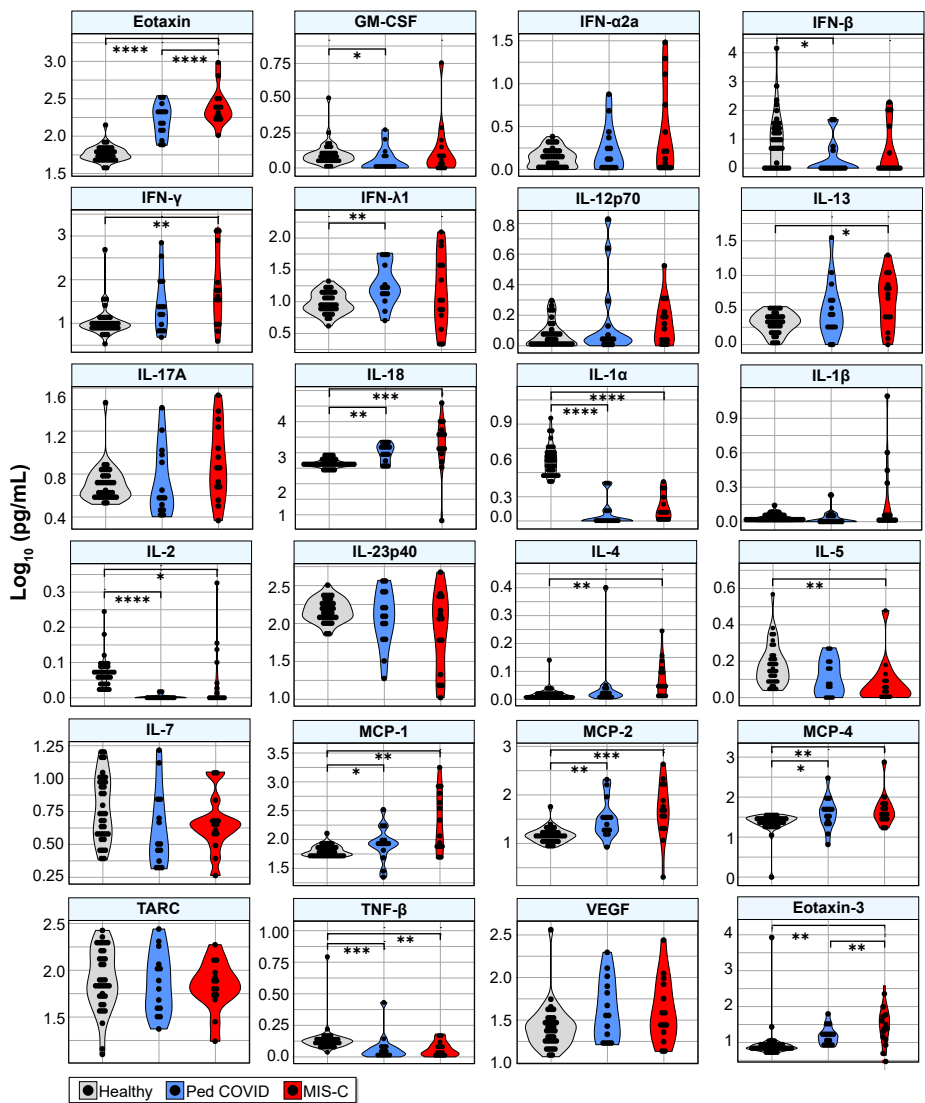 Eotaxin GM-CSF IFN-α2a IFN-β
**** **** * *
3.0 2.5 2.0 1.5
0.75 0.50 0.25 0.0
1.5 1.0 0.5 0.0
4 3 2 1 0
IFN-γ IFN-λ1 IL-12p70 IL-13
** ** *
3 2 1 0
2.0 1.5 1.0 0.5
0.8 0.6 0.4 0.2 0.0
1.5 1.0 0.5 0.0
IL-17A IL-18 IL-1α IL-1β
*** ** **** ****
1.6 1.2 0.8 0.4
4 3 2 1
0.9 0.6 0.3 0.0
0.9 0.6 0.3 0.0
Log10 (pg/mL)
IL-2 IL-23p40 IL-4 IL-5
* **** ** **
0.3 0.2 0.1 0.0
2.5 2.0 1.5 1.0
0.4 0.3 0.2 0.1 0.0
0.6 0.4 0.2 0.0
IL-7 MCP-1 MCP-2 MCP-4
** * *** ** ** *
1.25 1.00 0.75 0.50 0.25
3.5 3.0 2.5 2.0 1.5
3 2 1 0
3 2 1 0
TARC TNF-β VEGF Eotaxin-3
*** ** ** **
2.5 2.0 1.5
1.00 0.75 0.50 0.25 0.0
2.5 2.0 1.5 1.0
4 3 2 1
Healthy Ped COVID MIS-C